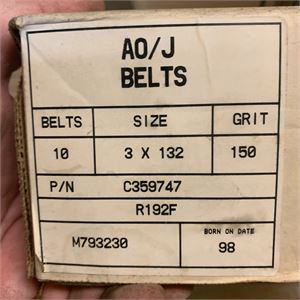 AO/J
BELTS
BELTS SIZE GRIT
10 3 X 132 150
P/N C359747
R192F
BORN ON DATE
M793230 98